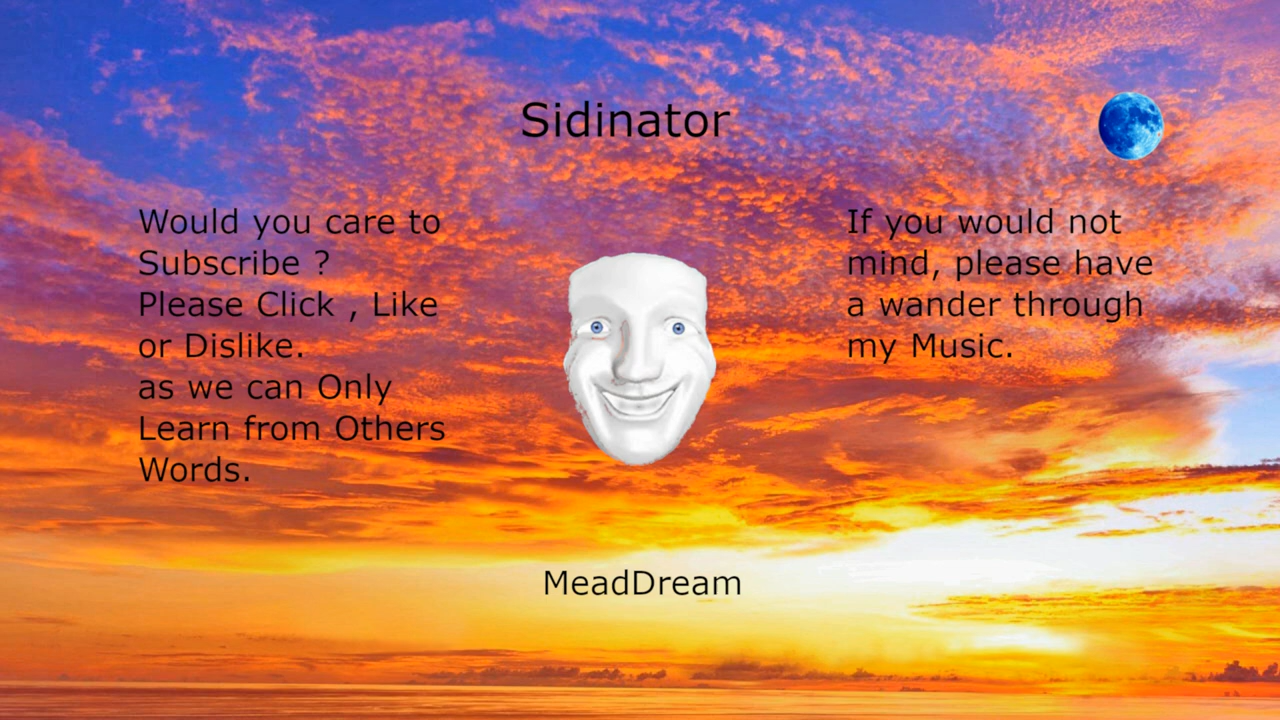 Sidinator
Would you care to
Subscribe ?
Please Click , Like
or Dislike.
as we can Only
Learn from Others
Words.
If you would not
mind, please have
a wander through
my Music.
MeadDream